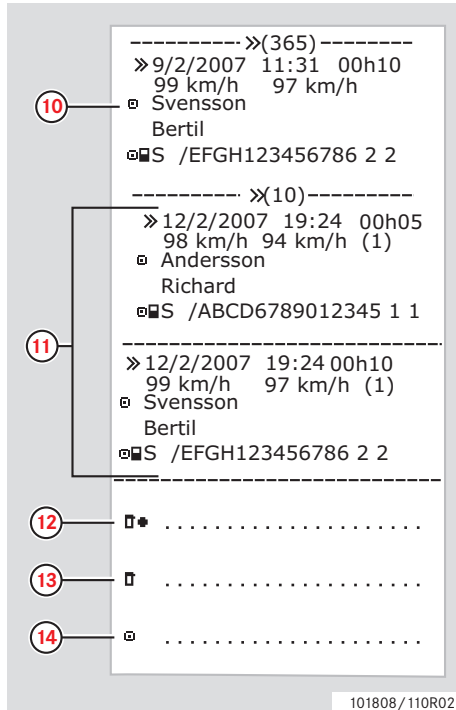 --------- »(365)--------
»9/2/2007 11:31 00h10
99 km/h 97 km/h
10 Svensson
Bertil
S /EFGH123456786 2 2
--------- »(10)---------
»12/2/2007 19:24 00h05
98 km/h 94 km/h (1)
Andersson
Richard
S /ABCD6789012345 1 1
11
------------------------------
»12/2/2007 19:24 00h10
99 km/h 97 km/h (1)
Svensson
Bertil
S /EFGH123456786 2 2
------------------------------
12 ......................
13 ......................
14 ......................
101808/110R02